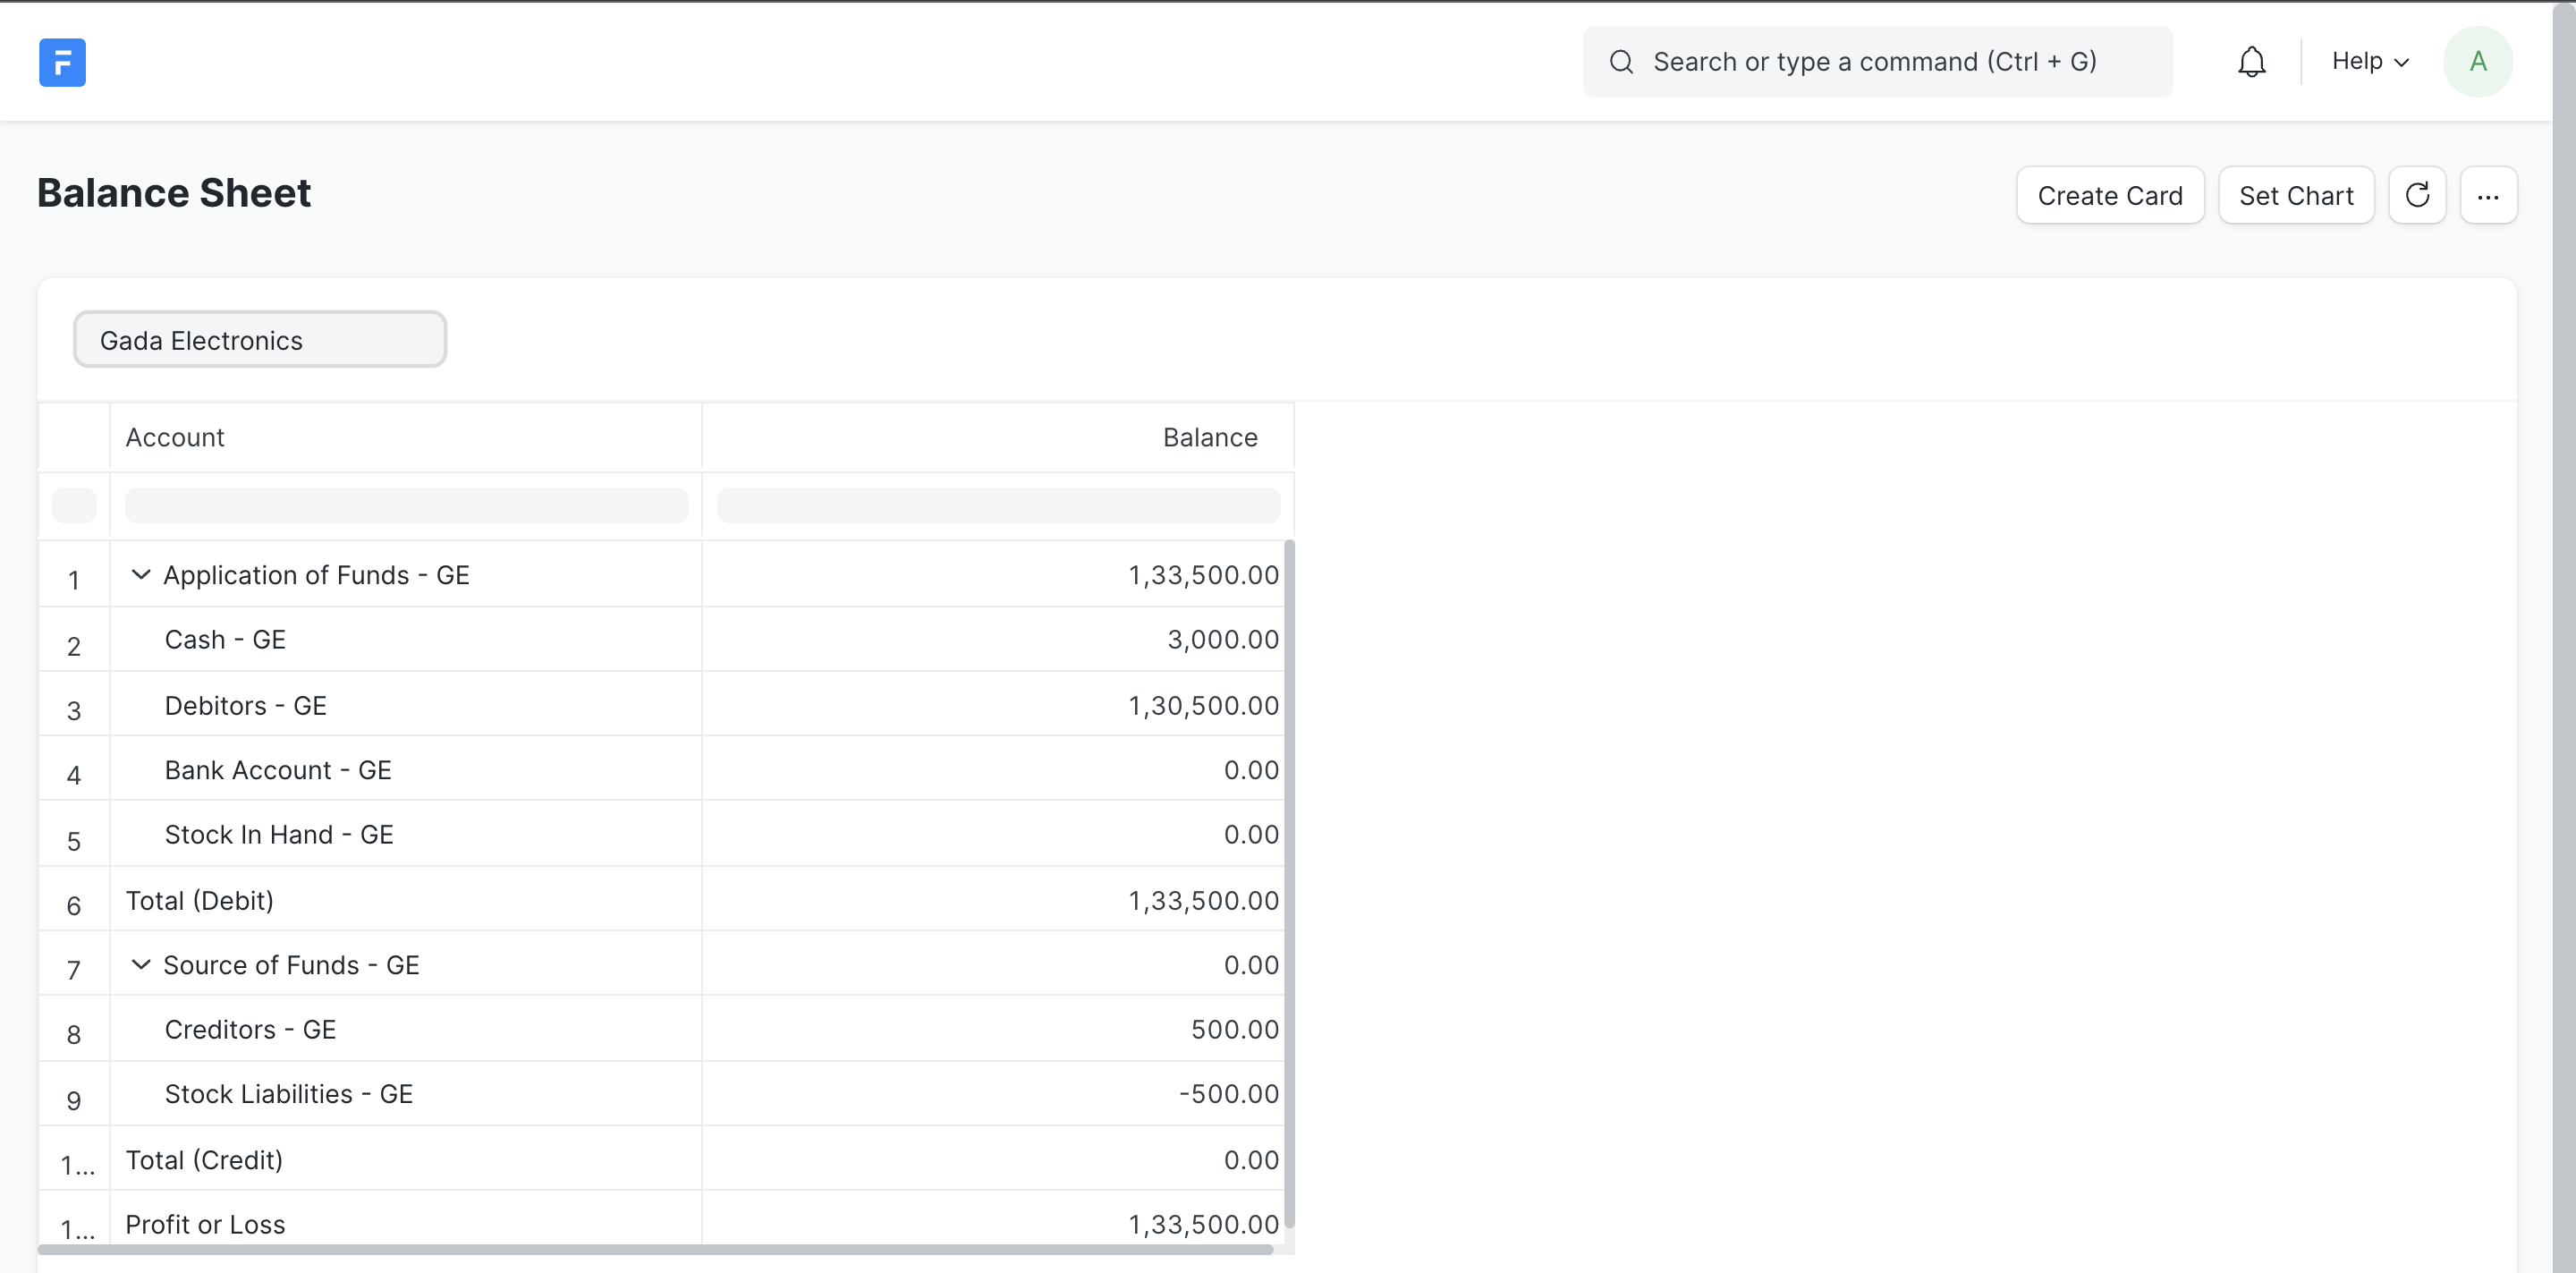 Search or type a command (Ctrl + G)
Help
A
Balance Sheet
Create Card
Set Chart
...
Gada Electronics
Account Balance
1 Application of Funds - GE 1,33,500.00
2 Cash - GE 3,000.00
3 Debitors - GE 1,30,500.00
4 Bank Account - GE 0.00
5 Stock In Hand - GE 0.00
6 Total (Debit) 1,33,500.00
7 Source of Funds - GE 0.00
8 Creditors - GE 500.00
9 Stock Liabilities - GE -500.00
1... Total (Credit) 0.00
1... Profit or Loss 1,33,500.00